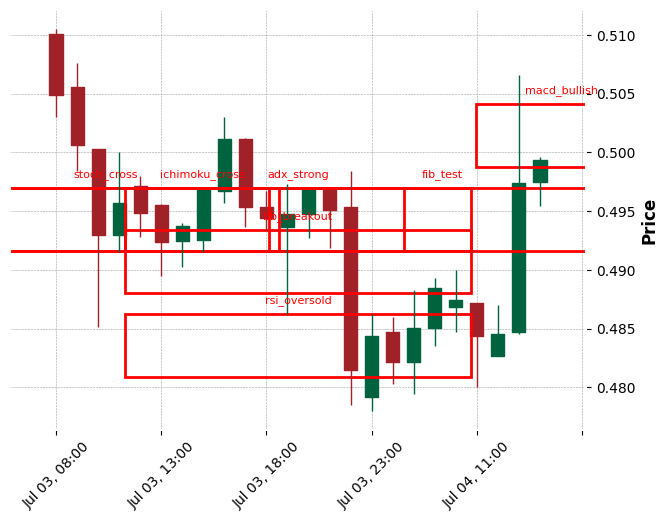 0.510
macd_bullish
0.505
0.500
stoch_cross
ichimoku_cross
adx_strong
fib_test
0.495
0.490
rsi_oversold
0.485
0.480
Price
Jul 03, 08:00
Jul 03, 13:00
Jul 03, 18:00
Jul 03, 23:00
Jul 04, 11:00